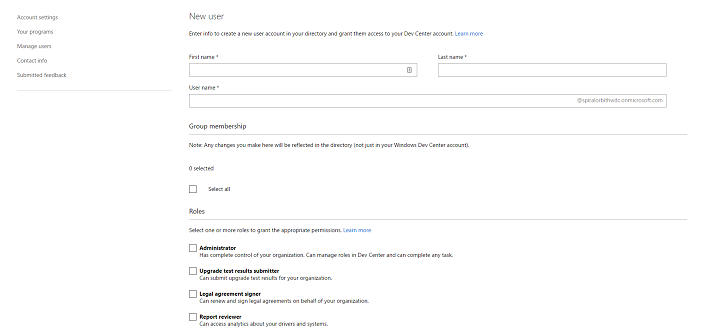 Account settings
Your programs
Manage users
Contact info
Submitted feedback
New user
Enter info to create a new user account in your directory and grant them access to your Dev Center account. Learn more
First name *
Last name *
User name *
@spiralorbithwdc.onmicrosoft.com
Group membership
Note: Any changes you make here will be reflected in the directory (not just in your Windows Dev Center account).
0 selected
Select all
Roles
Select one or more roles to grant the appropriate permissions. Learn more
Administrator
Has complete control of your organization. Can manage roles in Dev Center and can complete any task.
Upgrade test results submitter
Can submit upgrade test results for your organization.
Legal agreement signer
Can renew and sign legal agreements on behalf of your organization.
Report reviewer
Can access analytics about your drivers and systems.